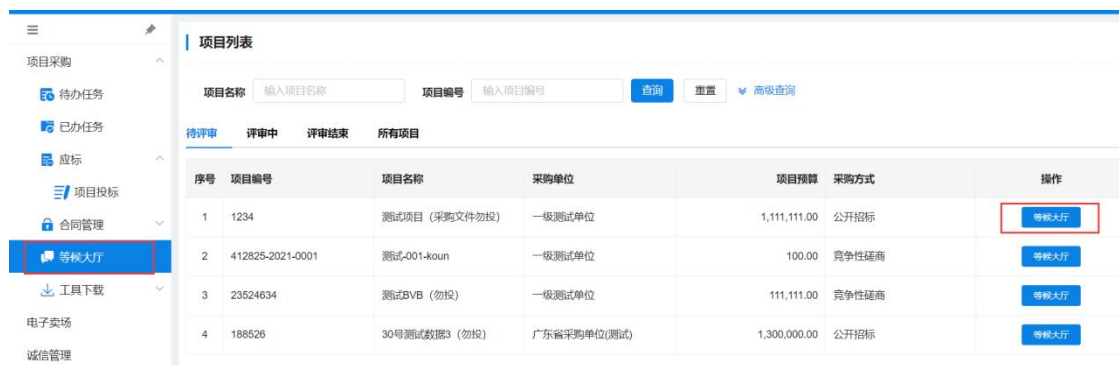 项目采购
待办任务
已办任务
应标
项目投标
合同管理
等候大厅
工具下载
电子卖场
诚信管理
项目列表
项目名称 输入项目名称 项目编号 输入项目编号 查询 重置 高级查询
待评审 评审中 评审结束 所有项目
序号 项目编号 项目名称 采购单位 项目预算 采购方式 操作
1 1234 测试项目（采购文件勿投） 一级测试单位 1,111,111.00 公开招标 等候大厅
2 412825-2021-0001 测试-001-koun 一级测试单位 100.00 竞争性磋商 等候大厅
3 23524634 测试BVB（勿投） 一级测试单位 111,111.00 竞争性磋商 等候大厅
4 188526 30号测试数据3（勿投） 广东省采购单位(测试) 1,300,000.00 公开招标 等候大厅